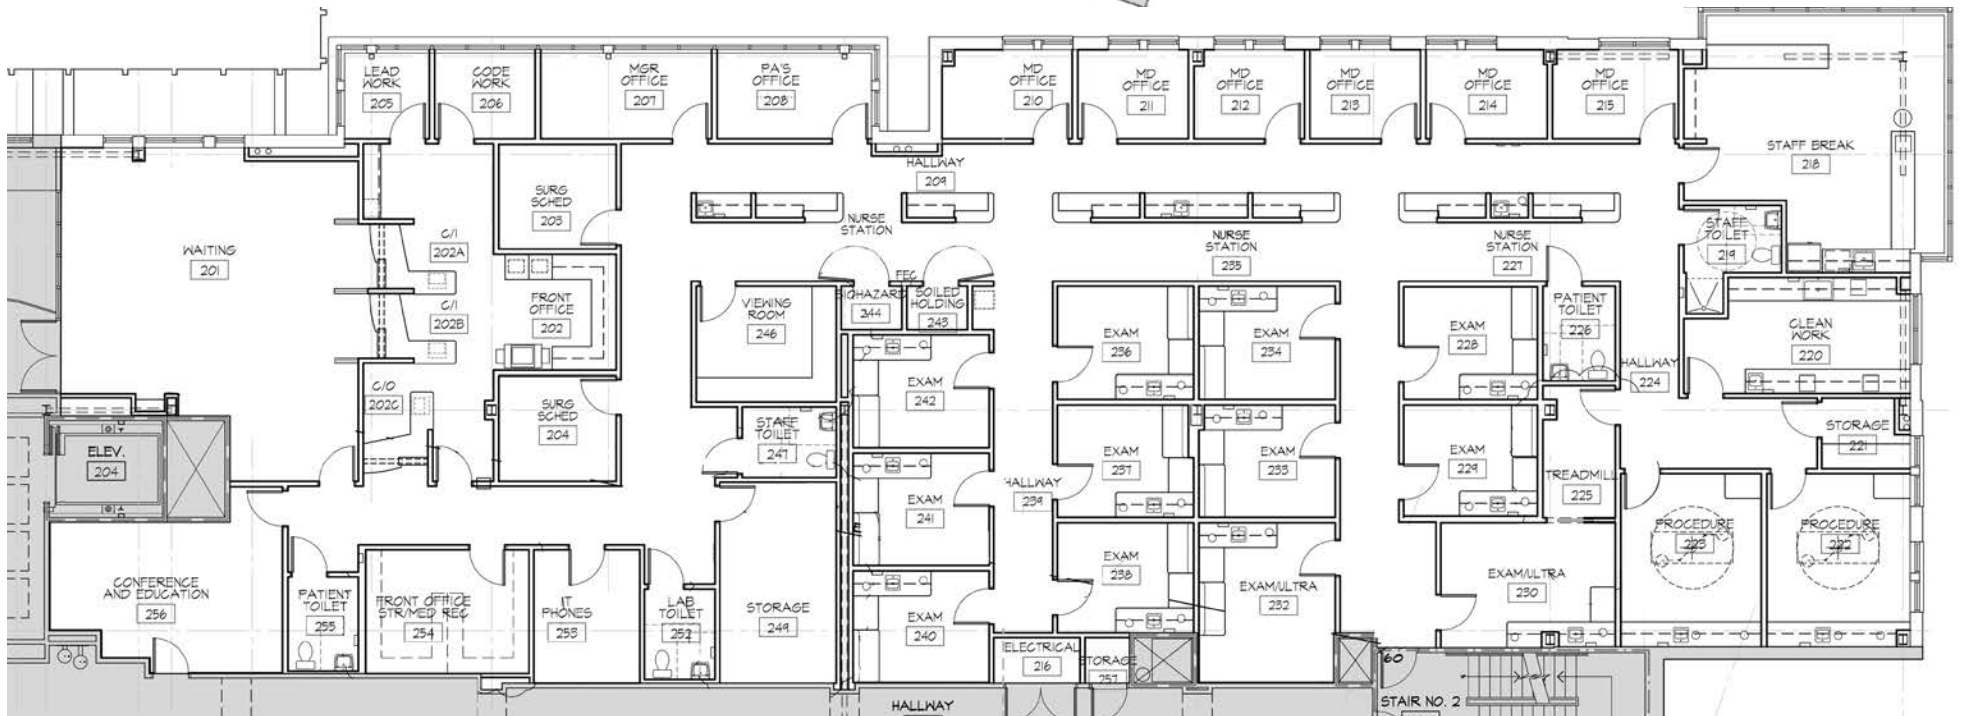 LEAD
WORK
205
CODE
WORK
206
MGR
OFFICE
207
PA'S
OFFICE
208
MD
OFFICE
210
MD
OFFICE
211
MD
OFFICE
212
MD
OFFICE
213
MD
OFFICE
214
MD
OFFICE
215
STAFF BREAK
218
HALLWAY
209
SURG
SCHED
203
NURSE
STATION
NURSE
STATION
235
NURSE
STATION
227
STAFF
TOILET
219
WAITING
201
C/I
202A
C/I
202B
FRONT
OFFICE
202
C/O
202C
SURG
SCHED
204
VIEWING
ROOM
246
BIOHAZARD
244
FEC
SOILED
HOLDING
243
EXAM
236
EXAM
234
EXAM
228
PATIENT
TOILET
226
HALLWAY
224
CLEAN
WORK
220
EXAM
242
STAFF
TOILET
247
STORAGE
221
ELEV.
204
EXAM
241
HALLWAY
239
EXAM
237
EXAM
233
EXAM
229
TREADMILL
225
PROCEDURE
223
PROCEDURE
222
CONFERENCE
AND EDUCATION
256
PATIENT
TOILET
255
FRONT OFFICE
STR/MED REC
254
IT
PHONES
253
LAB
TOILET
252
STORAGE
249
EXAM
240
EXAM
238
EXAM/ULTRA
232
EXAM/ULTRA
230
ELECTRICAL
216
STORAGE
257
60
STAIR NO. 2
HALLWAY